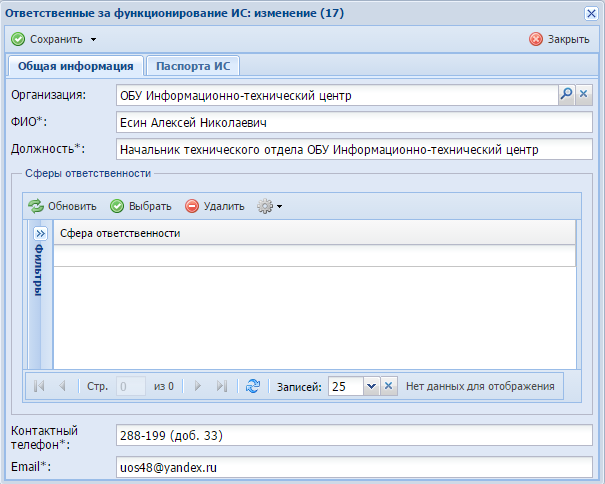 Ответственные за функционирование ИС: изменение (17)
Сохранить Закрыть
Общая информация Паспорта ИС
Организация: ОБУ Информационно-технический центр
ФИО*: Есин Алексей Николаевич
Должность*: Начальник технического отдела ОБУ Информационно-технический центр
Сферы ответственности
Обновить Выбрать Удалить
Фильтры
Сфера ответственности
Стр. 0 из 0 Записей: 25 Нет данных для отображения
Контактный
телефон*: 288-199 (доб. 33)
Email*: uos48@yandex.ru